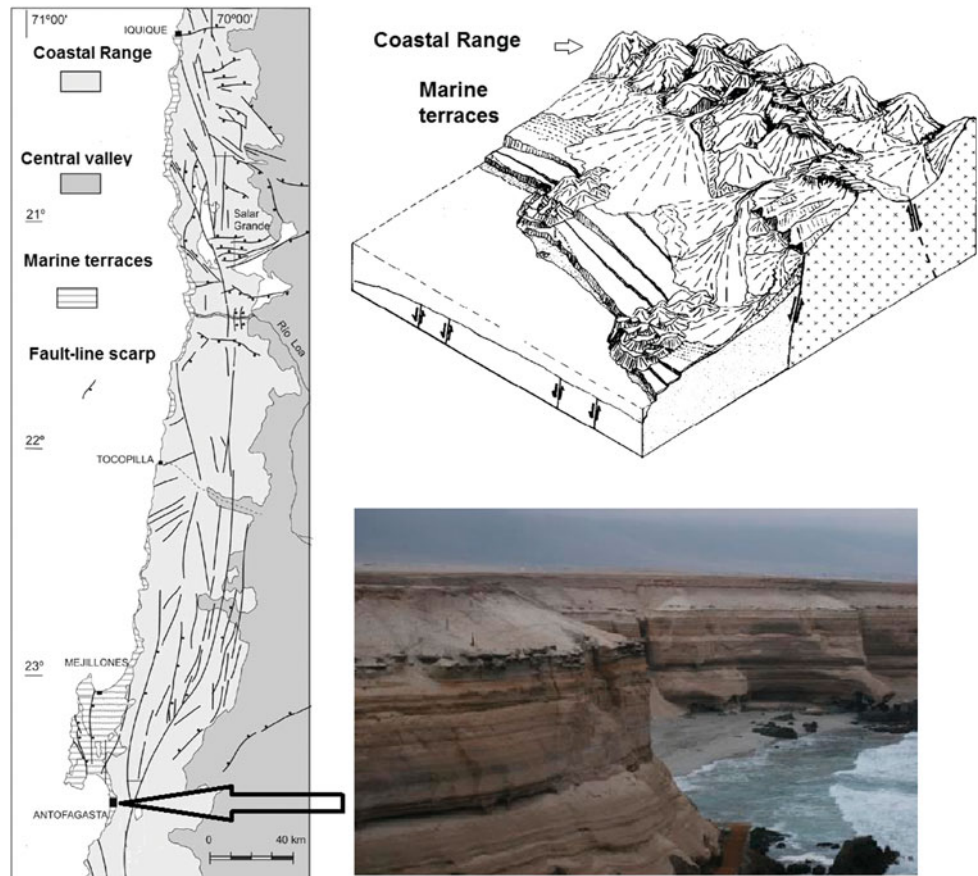 71°00'
70°00'
IQUIQUE
Coastal Range
Central valley
21°
Salar
Grande
Marine terraces
Río Loa
Fault-line scarp
22°
TOCOPILLA
23°
MEJILLONES
ANTOFAGASTA
0 40 km
Coastal Range
Marine
terraces